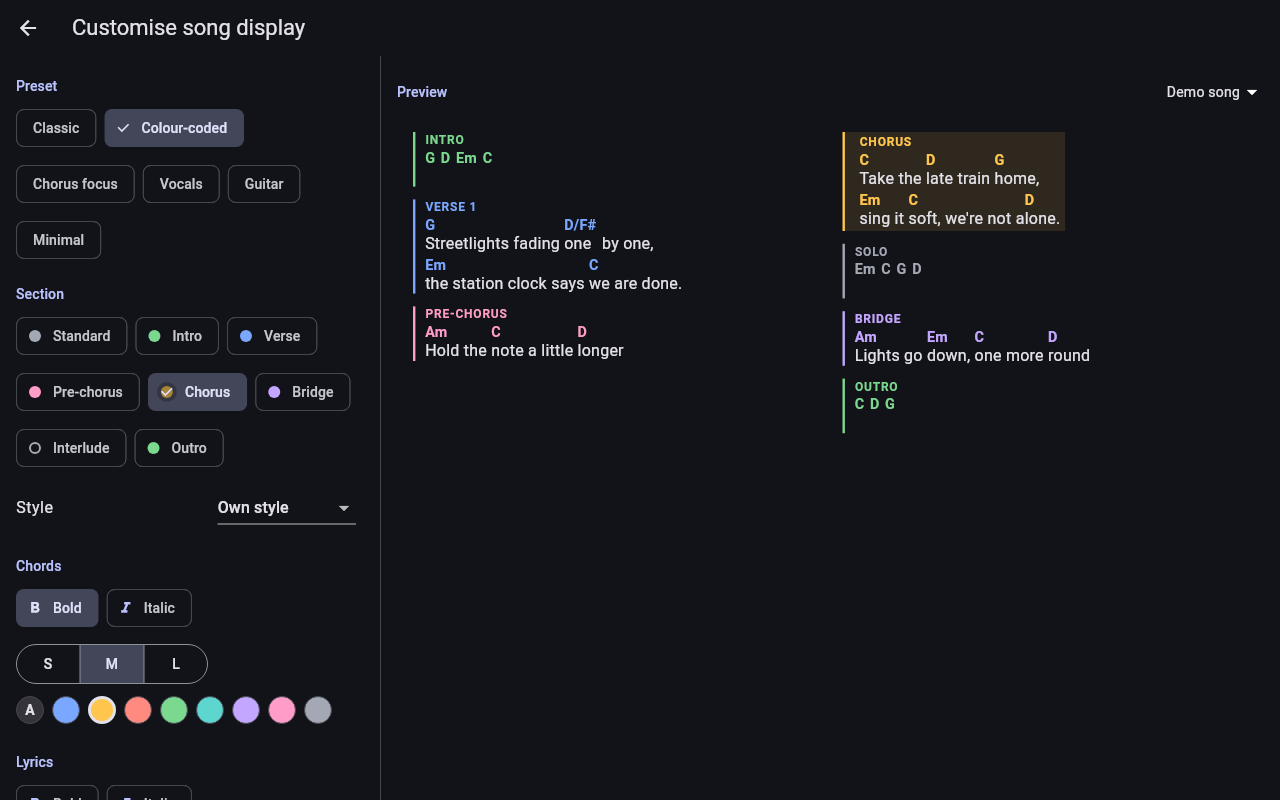 Customise song display
Preset
Classic
Colour-coded
Chorus focus
Vocals
Guitar
Minimal
Section
Standard
Intro
Verse
Pre-chorus
Chorus
Bridge
Interlude
Outro
Style
Own style
Chords
B Bold
I Italic
S
M
L
A
Lyrics
Preview
Demo song
INTRO
G D Em C
VERSE 1
G D/F#
Streetlights fading one by one,
Em C
the station clock says we are done.
PRE-CHORUS
Am C D
Hold the note a little longer
CHORUS
C D G
Take the late train home,
Em C D
sing it soft, we're not alone.
SOLO
Em C G D
BRIDGE
Am Em C D
Lights go down, one more round
OUTRO
C D G